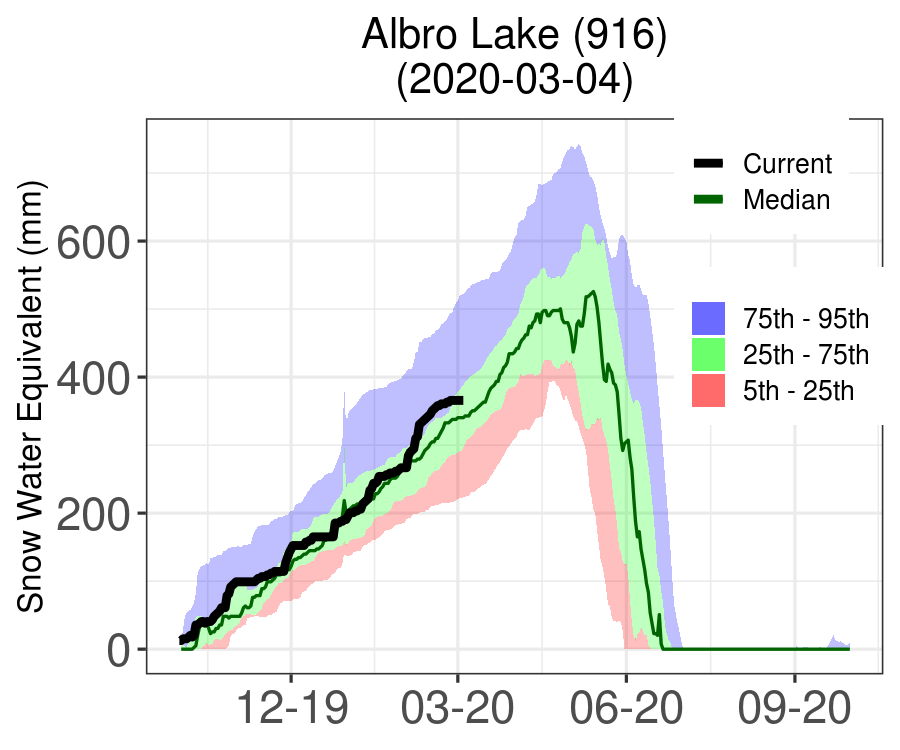 Albro Lake (916)
(2020-03-04)
Snow Water Equivalent (mm)
600
400
200
0
12-19
03-20
06-20
09-20
Current
Median
75th - 95th
25th - 75th
5th - 25th